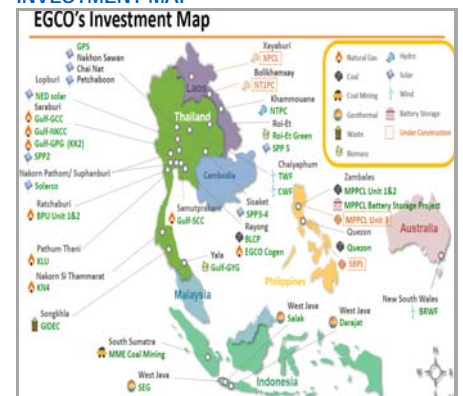 INVESTMENT MAP
EGCO's Investment Map
GPS
Nakhon Sawan
Chai Nat
Petchaboon
Lopburi
NED solar
Saraburi
Gulf-GCC
Gulf-NKCC
Gulf-GPG (KK2)
SPP2
Nakorn Pathom/ Suphanburi
Solarco
Ratchaburi
BPU Unit 1&2
Pathum Thani
KLU
Nakorn Si Thammarat
KN4
Songkhla
GIDEC
Xayaburi
XPCL
Bolikhamxay
NT1PC
Khammouane
NTPC
Roi-Et
Roi-Et Green
SPP 5
Chaiyaphum
TWF
CWF
Sisaket
SPP3-4
Rayong
BLCP
EGCO Cogen
Samutprakarn
Gulf-SCC
Yala
Gulf-GYG
Laos
Thailand
Cambodia
Malaysia
Philippines
Indonesia
Australia
Natural Gas
Hydro
Coal
Solar
Coal Mining
Wind
Geothermal
Battery Storage
Waste
Under Construction
Biomass
Zambales
MPPCL Unit 1&2
MPPCL Battery Storage Project
MPPCL Unit 3
Quezon
Quezon
SBPL
New South Wales
BRWF
South Sumatra
MME Coal Mining
West Java
SEG
West Java
Salak
West Java
Darajat